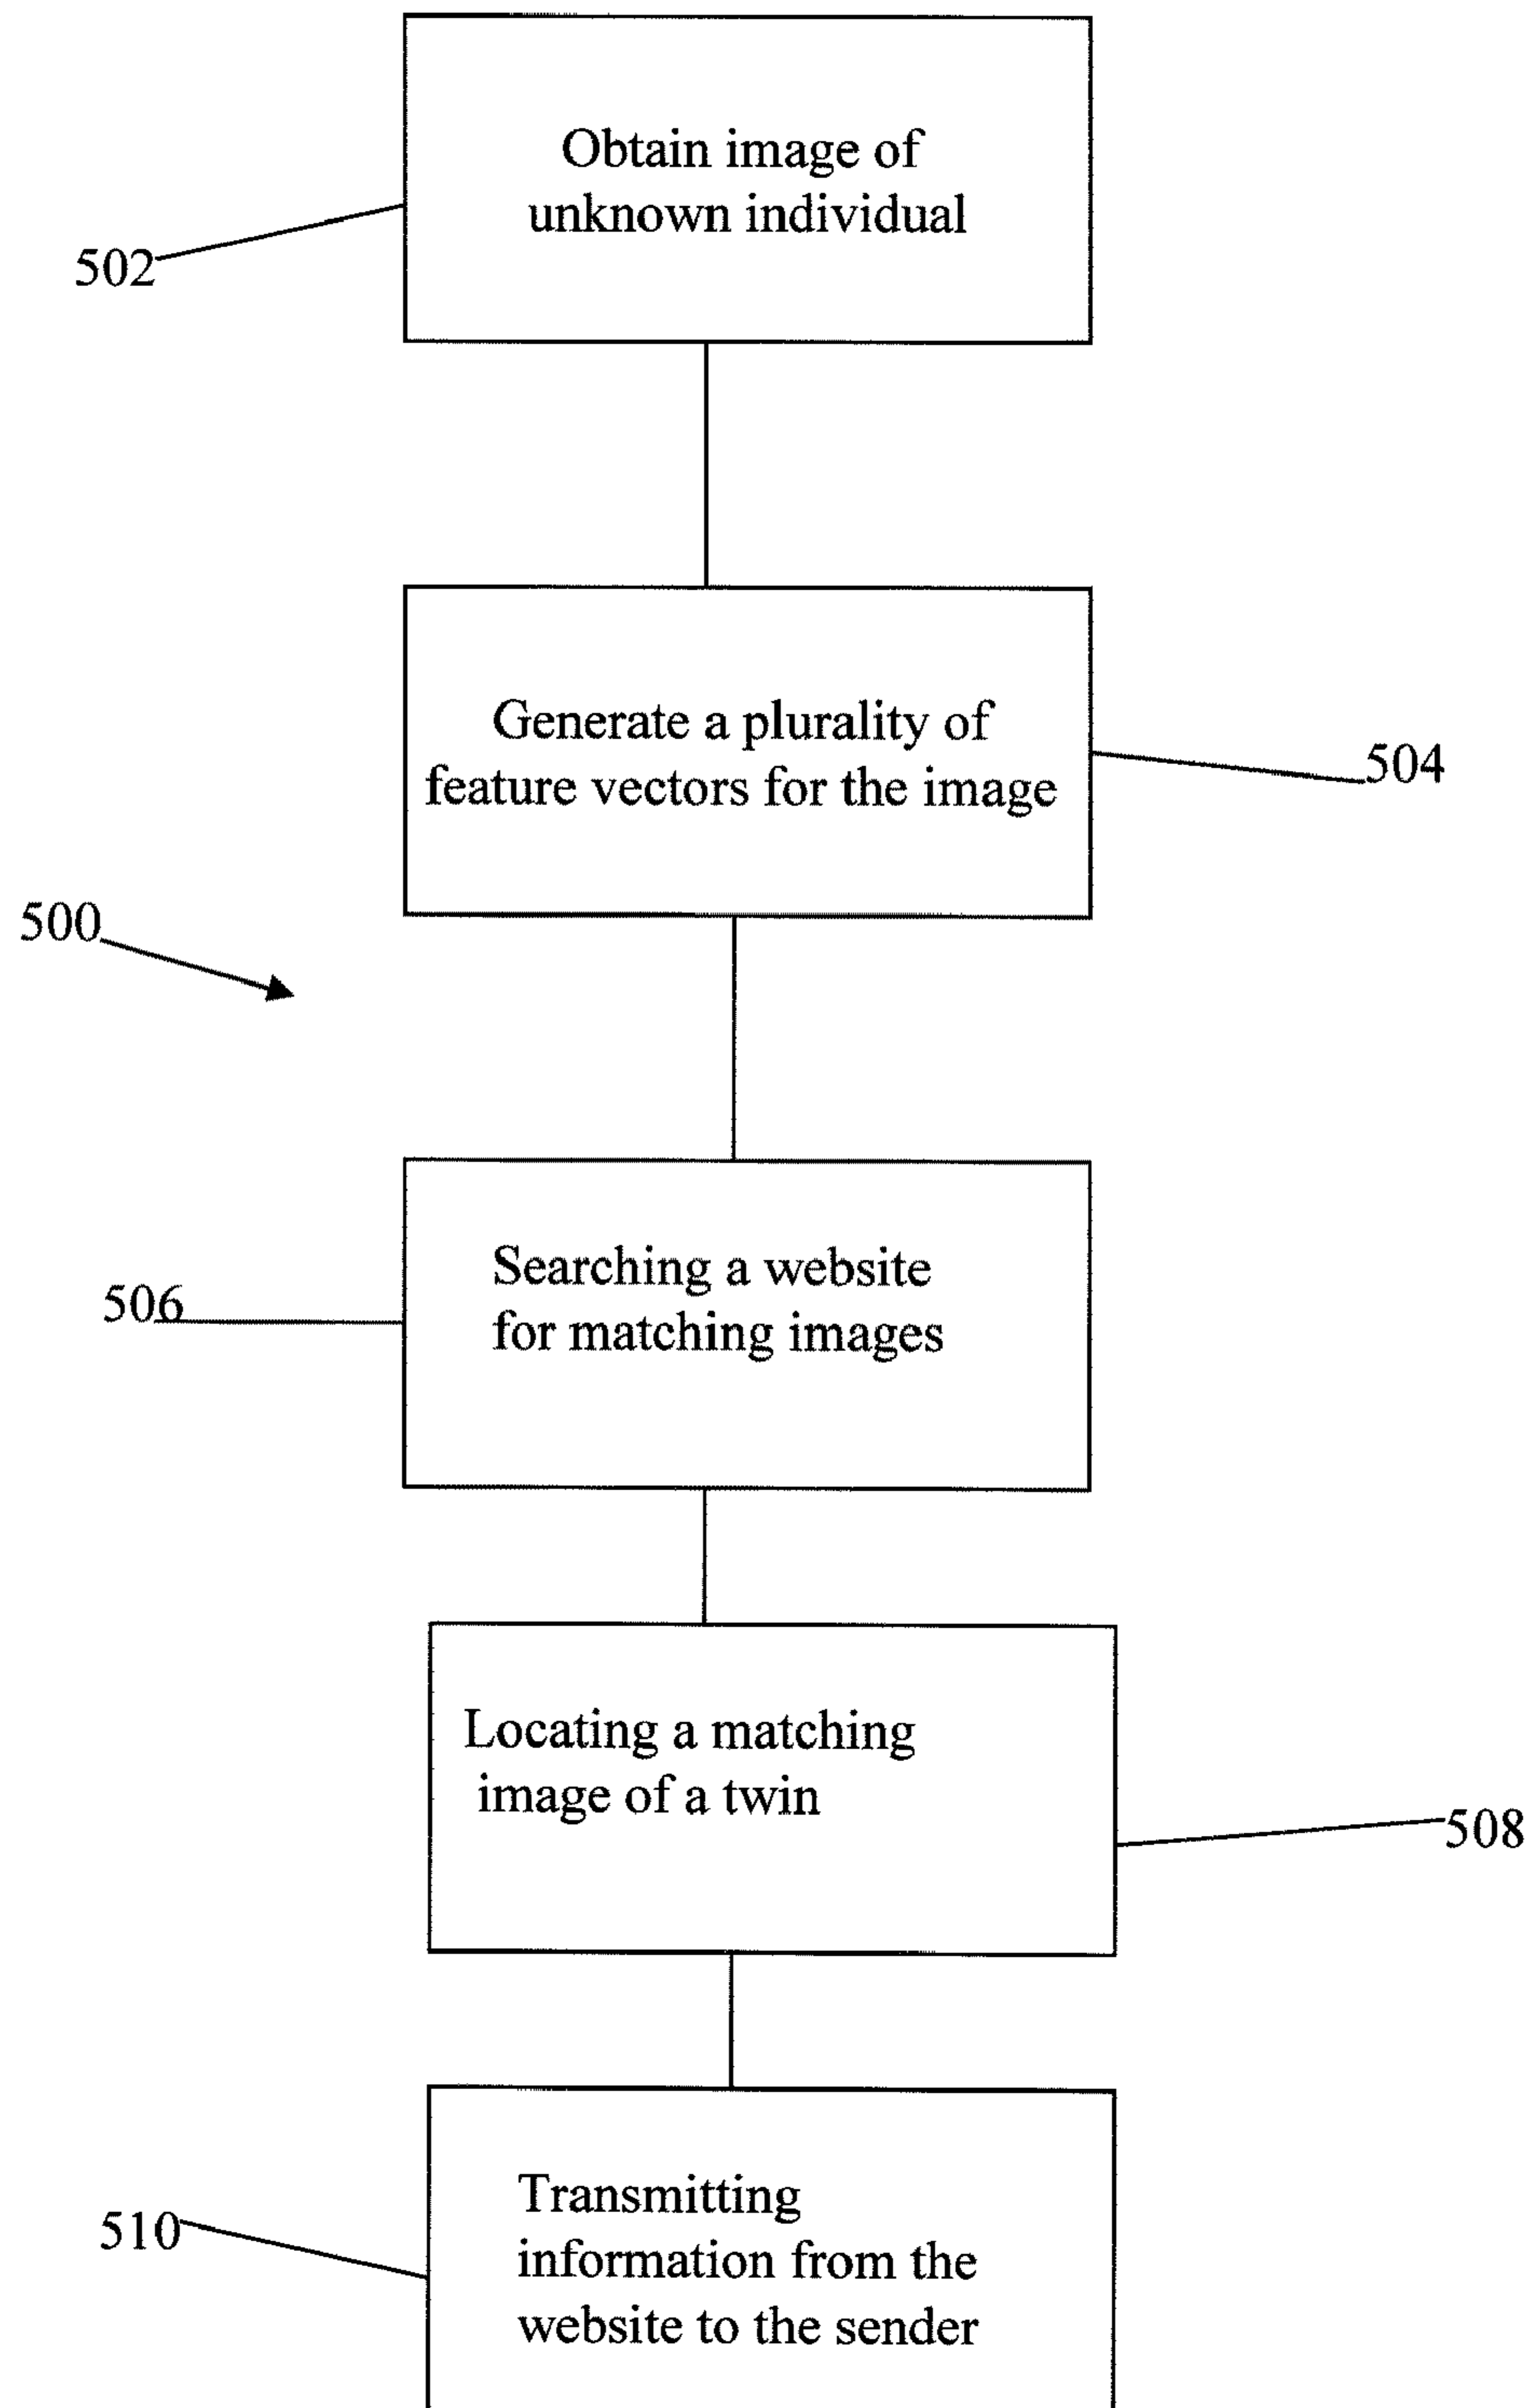 Obtain image of
unknown individual
502
Generate a plurality of
feature vectors for the image
504
500
Searching a website
for matching images
506
Locating a matching
image of a twin
508
Transmitting
information from the
website to the sender
510